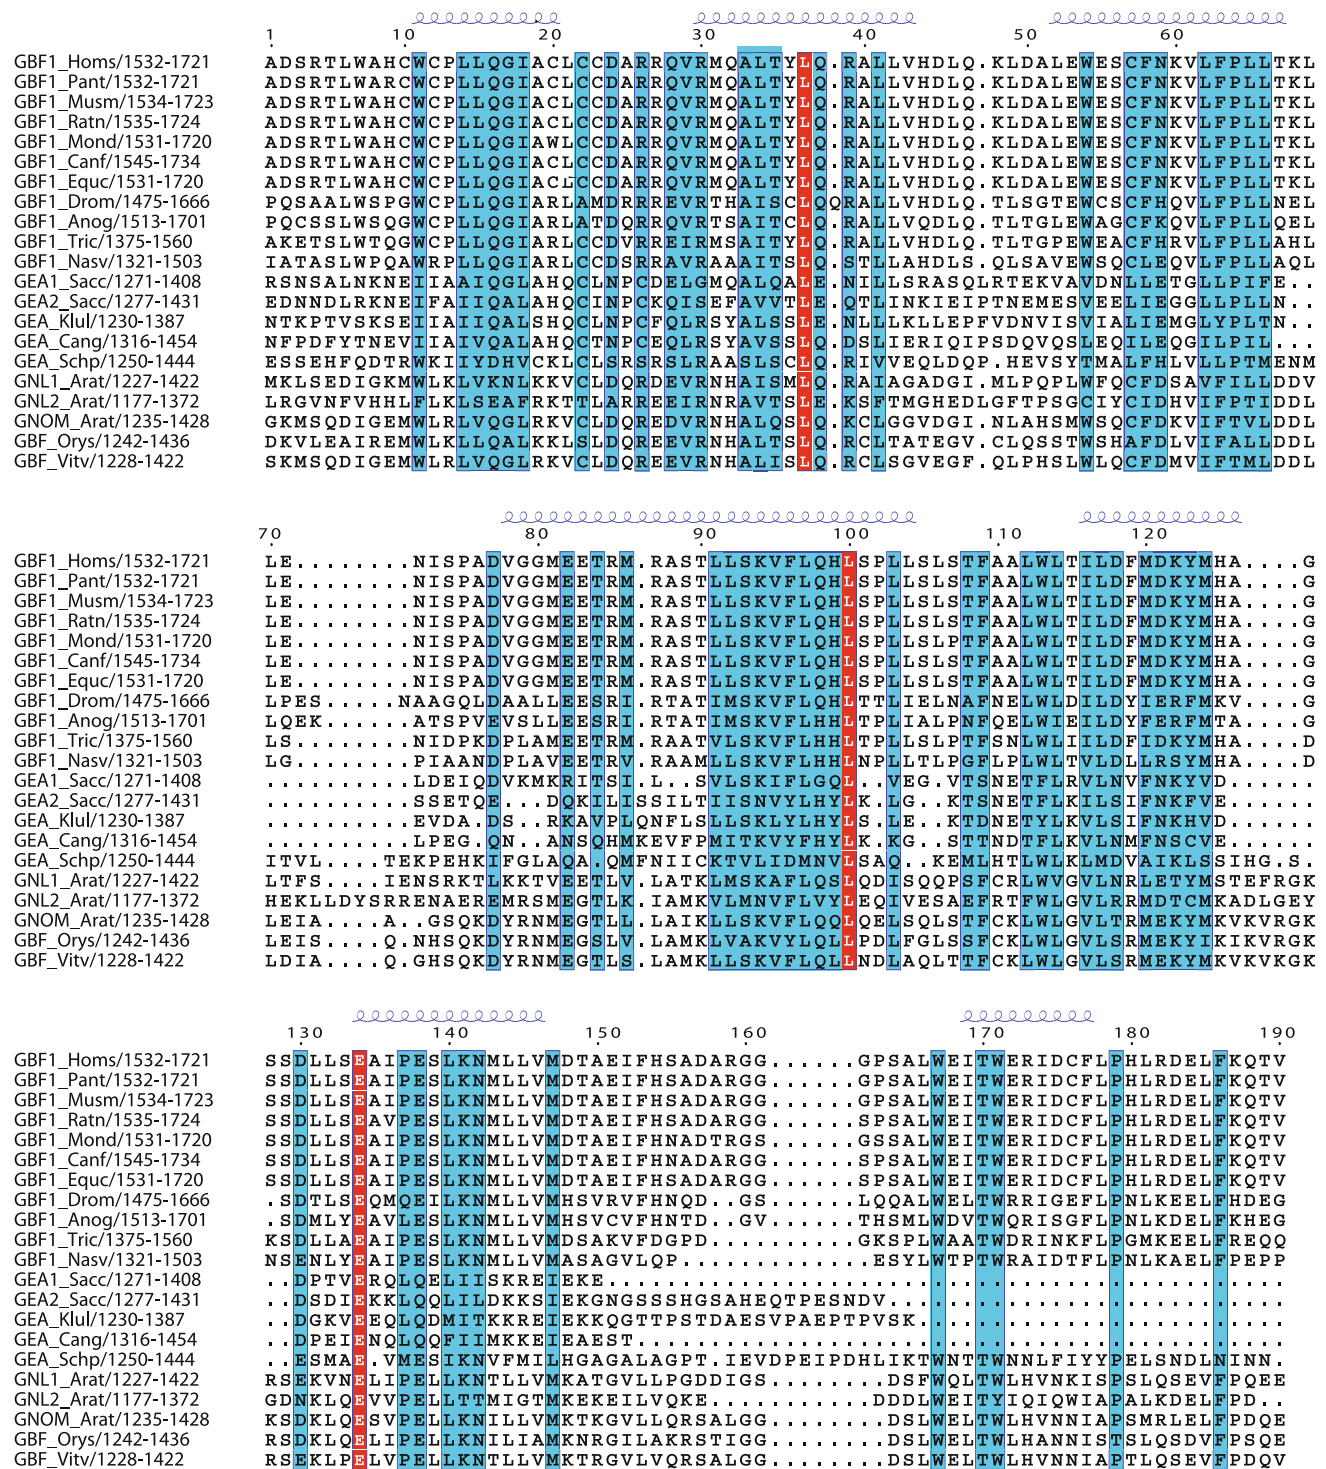 1 10 20 30 40 50 60
GBF1_Homs/1532-1721 ADSRTLWAHCWCPLLQGIACLCCDARRQVRMQALTYLQ.RALLVHDLQ.KLDALEWESCFNKVLFPLLTKL
GBF1_Pant/1532-1721 ADSRTLWARCWCPLLQGIACLCCDARRQVRMQALTYLQ.RALLVHDLQ.KLDALEWESCFNKVLFPLLTKL
GBF1_Musm/1534-1723 ADSRTLWAHCWCPLLQGIACLCCDARRQVRMQALTYLQ.RALLVHDLQ.KLDALEWESCFNKVLFPLLTKL
GBF1_Ratn/1535-1724 ADSRTLWAHCWCPLLQGIACLCCDARRQVRMQALTYLQ.RALLVHDLQ.KLDALEWESCFNKVLFPLLTKL
GBF1_Mond/1531-1720 ADSRTLWAHCWCPLLQGIAWLCCDARRQVRMQALTYLQ.RALLVHDLQ.KLDALEWESCFNKVLFPLLTKL
GBF1_Canf/1545-1734 ADSRTLWAHCWCPLLQGIACLCCDARRQVRMQALTYLQ.RALLVHDLQ.KLDALEWESCFNKVLFPLLTKL
GBF1_Equc/1531-1720 ADSRTLWAHCWCPLLQGIACLCCDARRQVRMQALTYLQ.RALLVHDLQ.KLDALEWESCFNKVLFPLLTKL
GBF1_Drom/1475-1666 PQSAALWSPGWCPLLQGIARLAMDRRREVRTHAISCLQQRALLVHDLQ.TLSGTEWCSCFHQVLFPLLNEL
GBF1_Anog/1513-1701 PQCSSLWSQGWCPLLQGIARLATDQRRQVRTSAITCLQ.RALLVQDLQ.TLTGLEWAGCFKQVLFPLLQEL
GBF1_Tric/1375-1560 AKETSLWTQGWCPLLQGIARLCCDVRREIRMSAITYLQ.RALLVHDLQ.TLTGPEWEACFHRVLFPLLAHL
GBF1_Nasv/1321-1503 IATASLWPQAWRPLLQGIARLCCDSRRAVRAAAITSLQ.STLLAHDLS.QLSAVEWSQCLEQVLFPLLAQL
GEA1_Sacc/1271-1408 RSNSALNKNEIIAAIQALAHQCINPCDELGMQALQALE.NILLSRASQLRTEKVAVDNLLETGLLPIFE..
GEA2_Sacc/1277-1431 EDNNDLRKNEIFAIIQALAHQCINPCKQISEFAVVTALE.QTLINKIEIPTNEMESVEELIEGGLLPLLN..
GEA_Klul/1230-1387 NTKPTVSKSEIIAIIQALSHQCLNPCFQLRSYALSSLE.NLLLKLLEPFVDNVISVIALIEMGLYPLTN..
GEA_Cang/1316-1454 NFPDFYTNEVIIAIVQALAHQCTNPCEQLRVYALQCWE.DSLIERIQIPSDQVQSLEQILEQGILPIL...
GEA_Schp/1250-1444 ESSEHFQDTRWKIIYDHVCKLCLSRSRSLRAASLSCLQ.RIVVEQLDQP.HEVSYTMALFHLVLLPTMENM
GNL1_Arat/1227-1422 MKLSEDIGKMWLKLVKNLKKVCLDQRDEVRNHAISMLQ.RAIAGADGI.MLPQPLWFQCFDSAVFILLDDV
GNL2_Arat/1177-1372 LRGVNFVHHLFLKLSEAFRKTTLARREEIRNRAVTSLE.KSFTMGHEDLGFTPSGCIYCIDHVIFPTIDDL
GNOM_Arat/1235-1428 GKMSQDIGEMWLRLVQGLRKVCLDQREDVRNHALQSLQ.KCLGGVDGI.NLAHSMWSQCFDKVIFTVLDDL
GBF_Orys/1242-1436 DKVLEAIREMWLKLLQALKKLSLDQREEVRNHALTSLQ.RCLTATEGV.CLQSSTWSHAFDLVIFALLDDL
GBF_Vitv/1228-1422 SKMSQDIGEMWLRLVQGLRKVCLDQREEVRNHALISLQ.RCLSGVEGF.QLPHSLWLQCFDMVIFTMLDDL
70 80 90 100 110 120
GBF1_Homs/1532-1721 LE........NISPADVGGMEETRM.RASTLLSKVFLQHLSPLLSLSTFAALWLTILDFMDKYMHA....G
GBF1_Pant/1532-1721 LE........NISPADVGGMEETRM.RASTLLSKVFLQHLSPLLSLSTFAALWLTILDFMDKYMHA....G
GBF1_Musm/1534-1723 LE........NISPADVGGMEETRM.RASTLLSKVFLQHLSPLLSLSTFAALWLTILDFMDKYMHA....G
GBF1_Ratn/1535-1724 LE........NISPADVGGMEETRM.RASTLLSKVFLQHLSPLLSLSTFAALWLTILDFMDKYMHA....G
GBF1_Mond/1531-1720 LE........NISPADVGGMEETRM.RASTLLSKVFLQHLSPLLSLPTFAALWLTILDFMDKYMHA....G
GBF1_Canf/1545-1734 LE........NISPADVGGMEETRM.RASTLLSKVFLQHLSPLLSLSTFAALWLTILDFMDKYMHA....G
GBF1_Equc/1531-1720 LE........NISPADVGGMEETRM.RASTLLSKVFLQHLSPLLSLSTFAALWLTILDFMDKYMHA....G
GBF1_Drom/1475-1666 LPES.....NAAGQLDAALLEESRI.RTATIMSKVFLQHLTTLIELNAFNELWLDILDYIERFMKV....G
GBF1_Anog/1513-1701 LQEK......ATSPVEVSLLEESRI.RTATIMSKVFLHHLTPLIALPNFQELWIEILDYIERFMTA....G
GBF1_Tric/1375-1560 LS........NIDPKDPLAMEETRM.RAATVLSKVFLHHLTPLLSLPTFSNLWLIILDFIDKYMHA....D
GBF1_Nasv/1321-1503 LG........PIAANDPLAVEETRV.RAAMLLSKVFLHHLNPLLTLPGFLPLWLTILDLLRSYMHA....D
GEA1_Sacc/1271-1408 ..........LDEIQDVKMKRITSI.L..SVLSKIFLGQL..VEG.VTSNETFLRVLNVFNKYVD......
GEA2_Sacc/1277-1431 ..........SSETQE...DQKILISSILTIISNVYLHYLK.LG..KTSNETFLKILSIFNKFVE......
GEA_Klul/1230-1387 ..........EVDA.DS..RKAVPLQNFLSLISKLYLHYLS.LE..KTDNETYLKVLSIFNKHVD......
GEA_Cang/1316-1454 ..........LPEG.QN..ANSQHMKEVFPMITKVYFHYLK.KG..STTNDTFLKVLNMFNSCVE......
GEA_Schp/1250-1444 ITVL....TEKPEHKIFGLAQA.QMFNIICKTVLIDMNVLSAQ..KEMLHTLWLKLMDVAIKLSSIHG.S.
GNL1_Arat/1227-1422 LTFS....IENSRKTLKKTVEETLV.LATKLMSKAFLQSLQDISQQPSFCRLWVGVLNRLETYMSTEFRGK
GNL2_Arat/1177-1372 HEKLLDYSRRENAEREMRSMEGTLK.IAMKVLMNVFLVYLEQIVESAEFRTFWLGVLRRMDTCMKADLGEY
GNOM_Arat/1235-1428 LEIA....A..GSQKDYRNMEGTLL.LAIKLLSKVFLQQLQELSQLSTFCKLWLGVLTRMEKYMKVKVRGK
GBF_Orys/1242-1436 LEIS....Q.NHSQKDYRNMEGSLV.LAMKLVAKVYLQLLPDLFGLSSFCKLWLGVLSRMEKYIKIKVRGK
GBF_Vitv/1228-1422 LDIA....Q.GHSQKDYRNMEGTLS.LAMKLLSKVFLQLLNDLAQLTTFCKLWLGVLSRMEKYMKVKVKGK
130 140 150 160 170 180 190
GBF1_Homs/1532-1721 SSDLLSEAIPESLKNMLLVMDTAEIFHSADARGG......GPSALWEITWERIDCFLPHLRDELFKQTV
GBF1_Pant/1532-1721 SSDLLSEAIPESLKNMLLVMDTAEIFHSADARGG......GPSALWEITWERIDCFLPHLRDELFKQTV
GBF1_Musm/1534-1723 SSDLLSEAIPESLKNMLLVMDTAEIFHSADARGG......GPSALWEITWERIDCFLPHLRDELFKQTV
GBF1_Ratn/1535-1724 SSDLLSEAVPESLKNMLLVMDTAEIFHSADARGG......GPSALWEITWERIDCFLPHLRDELFKQTV
GBF1_Mond/1531-1720 SSDLLSEAIPESLKNMLLVMDTAEIFHNADTRGS......GSSALWEITWERIDCFLPHLRDELFKQTV
GBF1_Canf/1545-1734 SSDLLSEAIPESLKNMLLVMDTAEIFHNADARGG......SPSALWEITWERIDCFLPHLRDELFKQTV
GBF1_Equc/1531-1720 SSDLLSEAIPESLKNMLLVMDTAEIFHSADARGG......SPSALWEITWERIDCFLPHLRDELFKQTV
GBF1_Drom/1475-1666 .SDTLSEQMQEILKNMLLVMHSVRVFHNQD..GS......LQQALWELTWRRIGEFLPNLKEELFHDEG
GBF1_Anog/1513-1701 .SDMLYEAVLESLKNMLLVMHSVCVFHNTD..GV......THSMLWDVTWQRISGFLPNLKDELFKHEG
GBF1_Tric/1375-1560 KSDLLAEAIPESLKNMLLVMDSAKVFDGPD..........GKSPLWAATWDRINKFLPGMKEELFREQQ
GBF1_Nasv/1321-1503 NSENLYEAIPESLKNMLLVMASAGVLQP.............ESYLWTPTWRAIDTFLPNLKAELFPEPP
GEA1_Sacc/1271-1408 ..DPTVERQLQELIISKREIEKE..............................................
GEA2_Sacc/1277-1431 ..DSDIEKKLQQLILDKKSIEKGNGSSSHGSAHEQTPESNDV...........................
GEA_Klul/1230-1387 ..DGKVEEQLQDMITKKREIEKKQGTTPSTDAESVPAEPTPVSK.........................
GEA_Cang/1316-1454 ..DPEIENQLQQFIIMKKEIEAEST............................................
GEA_Schp/1250-1444 ..ESMAE.VMESIKNVFMILHGAGALAGPT.IEVDPEIPDHLIKTWNTTWNNLFIYYPELSNDLNINN.
GNL1_Arat/1227-1422 RSEKVNELIPELLKNTLLVMKATGVLLPGDDIGS........DSFWQLTWLHVNKISPSLQSEVFPQEE
GNL2_Arat/1177-1372 GDNKLQEVVPELLTTMIGTMKEKEILVQKE............DDDLWEITYIQIQWIAPALKDELFPD..
GNOM_Arat/1235-1428 KSDKLQESVPELLKNILLVMKTKGVLLQRSALGG........DSLWELTWLHVNNIAPSMRLELFPDQE
GBF_Orys/1242-1436 RSDKLQELIPELLKNILIAMKNRGILAKRSTIGG........DSLWELTWLHANNISTSLQSDVFPSQE
GBF_Vitv/1228-1422 RSEKLPELVPELLKNTLLVMKTRGVLVQRSALGG........DSLWELTWLHVNNIAPTLQSEVFPDQV